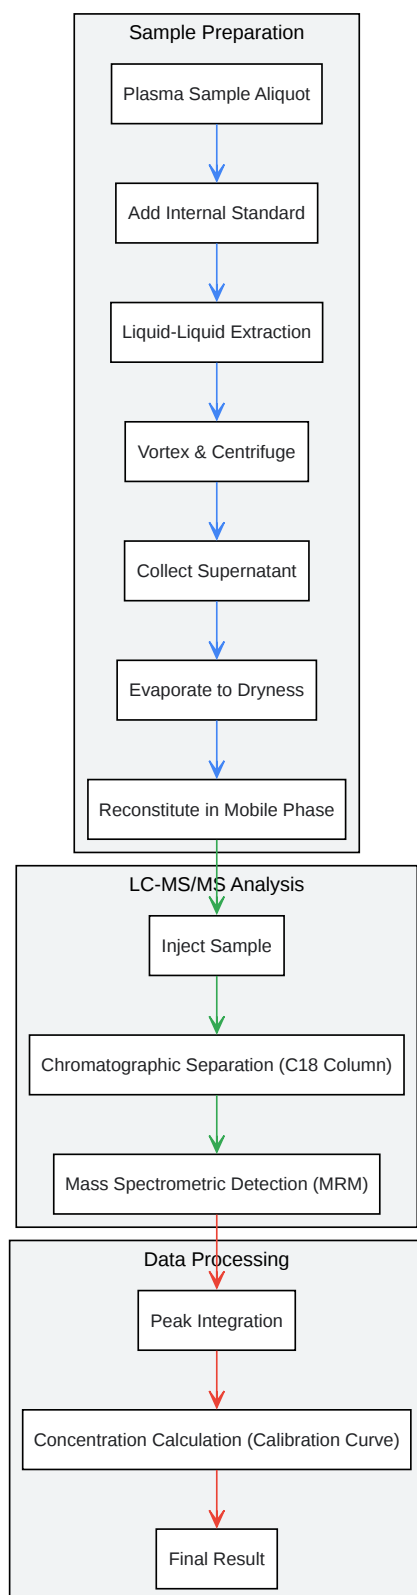 Sample Preparation
Plasma Sample Aliquot
Add Internal Standard
Liquid-Liquid Extraction
Vortex & Centrifuge
Collect Supernatant
Evaporate to Dryness
Reconstitute in Mobile Phase
LC-MS/MS Analysis
Inject Sample
Chromatographic Separation (C18 Column)
Mass Spectrometric Detection (MRM)
Data Processing
Peak Integration
Concentration Calculation (Calibration Curve)
Final Result